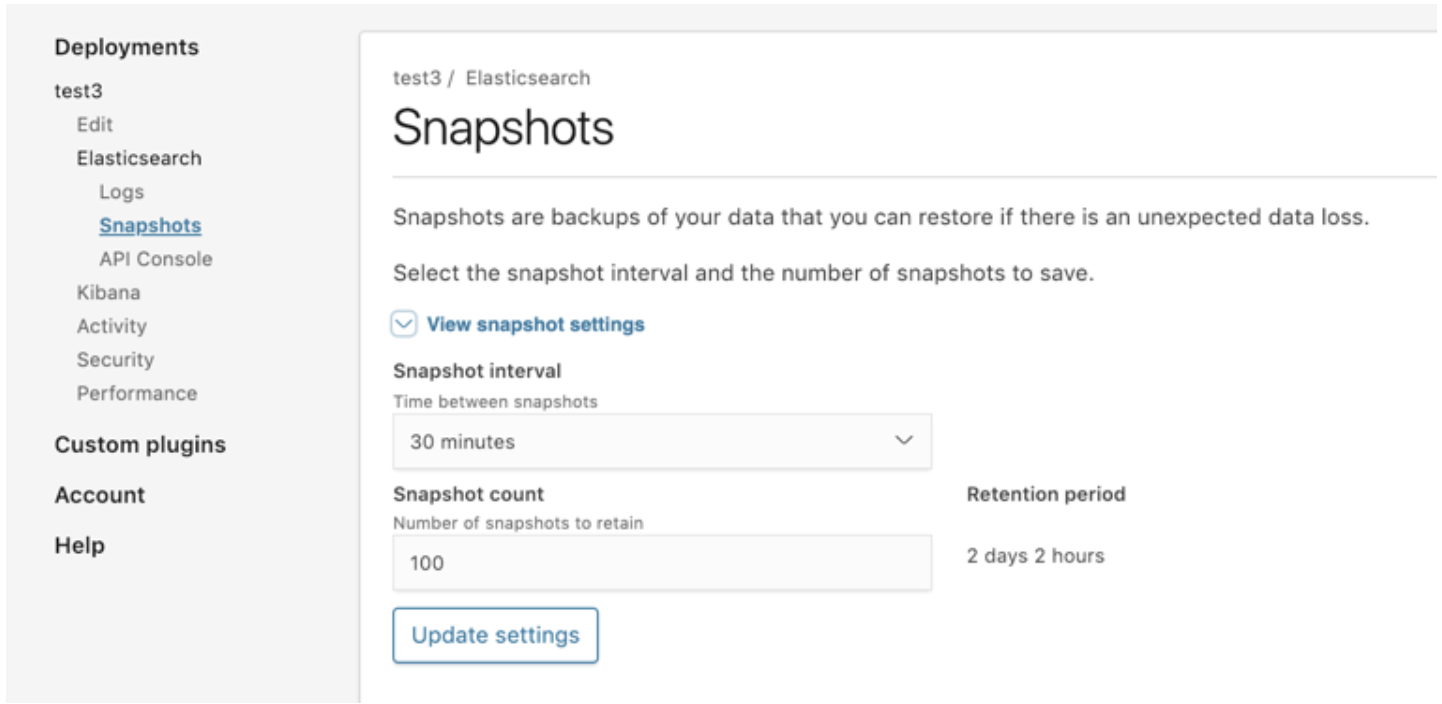 Deployments
test3
Edit
Elasticsearch
Logs
Snapshots
API Console
Kibana
Activity
Security
Performance
Custom plugins
Account
Help
test3 / Elasticsearch
Snapshots
Snapshots are backups of your data that you can restore if there is an unexpected data loss.
Select the snapshot interval and the number of snapshots to save.
View snapshot settings
Snapshot interval
Time between snapshots
30 minutes
Snapshot count
Number of snapshots to retain
100
Retention period
2 days 2 hours
Update settings